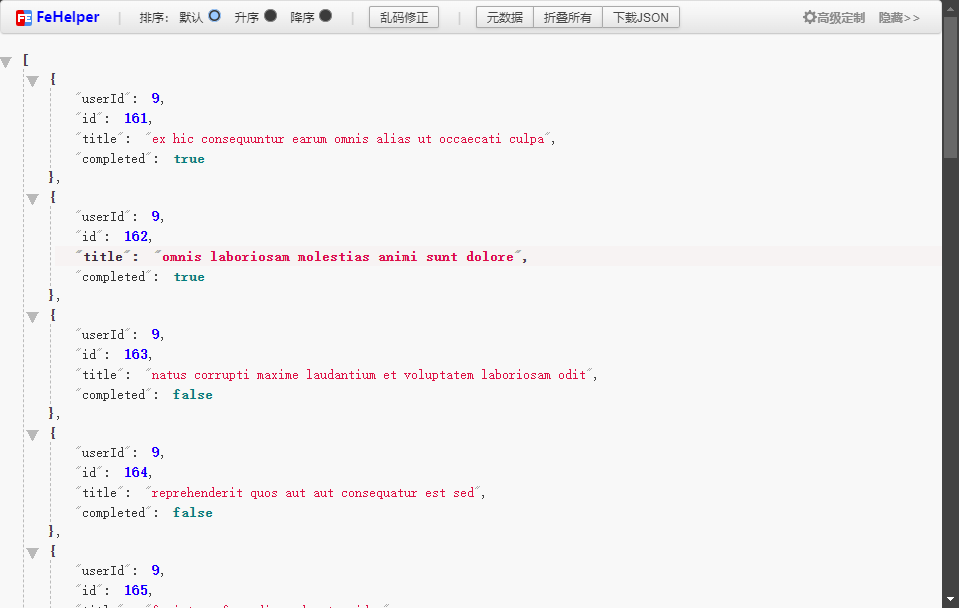 FeHelper | 排序: 默认 升序 降序 | 乱码修正 | 元数据 折叠所有 下载JSON 高级定制 隐藏>>
[
{
"userId": 9,
"id": 161,
"title": "ex hic consequuntur earum omnis alias ut occaecati culpa",
"completed": true
},
{
"userId": 9,
"id": 162,
"title": "omnis laboriosam molestias animi sunt dolore",
"completed": true
},
{
"userId": 9,
"id": 163,
"title": "natus corrupti maxime laudantium et voluptatem laboriosam odit",
"completed": false
},
{
"userId": 9,
"id": 164,
"title": "reprehenderit quos aut aut consequatur est sed",
"completed": false
},
{
"userId": 9,
"id": 165,